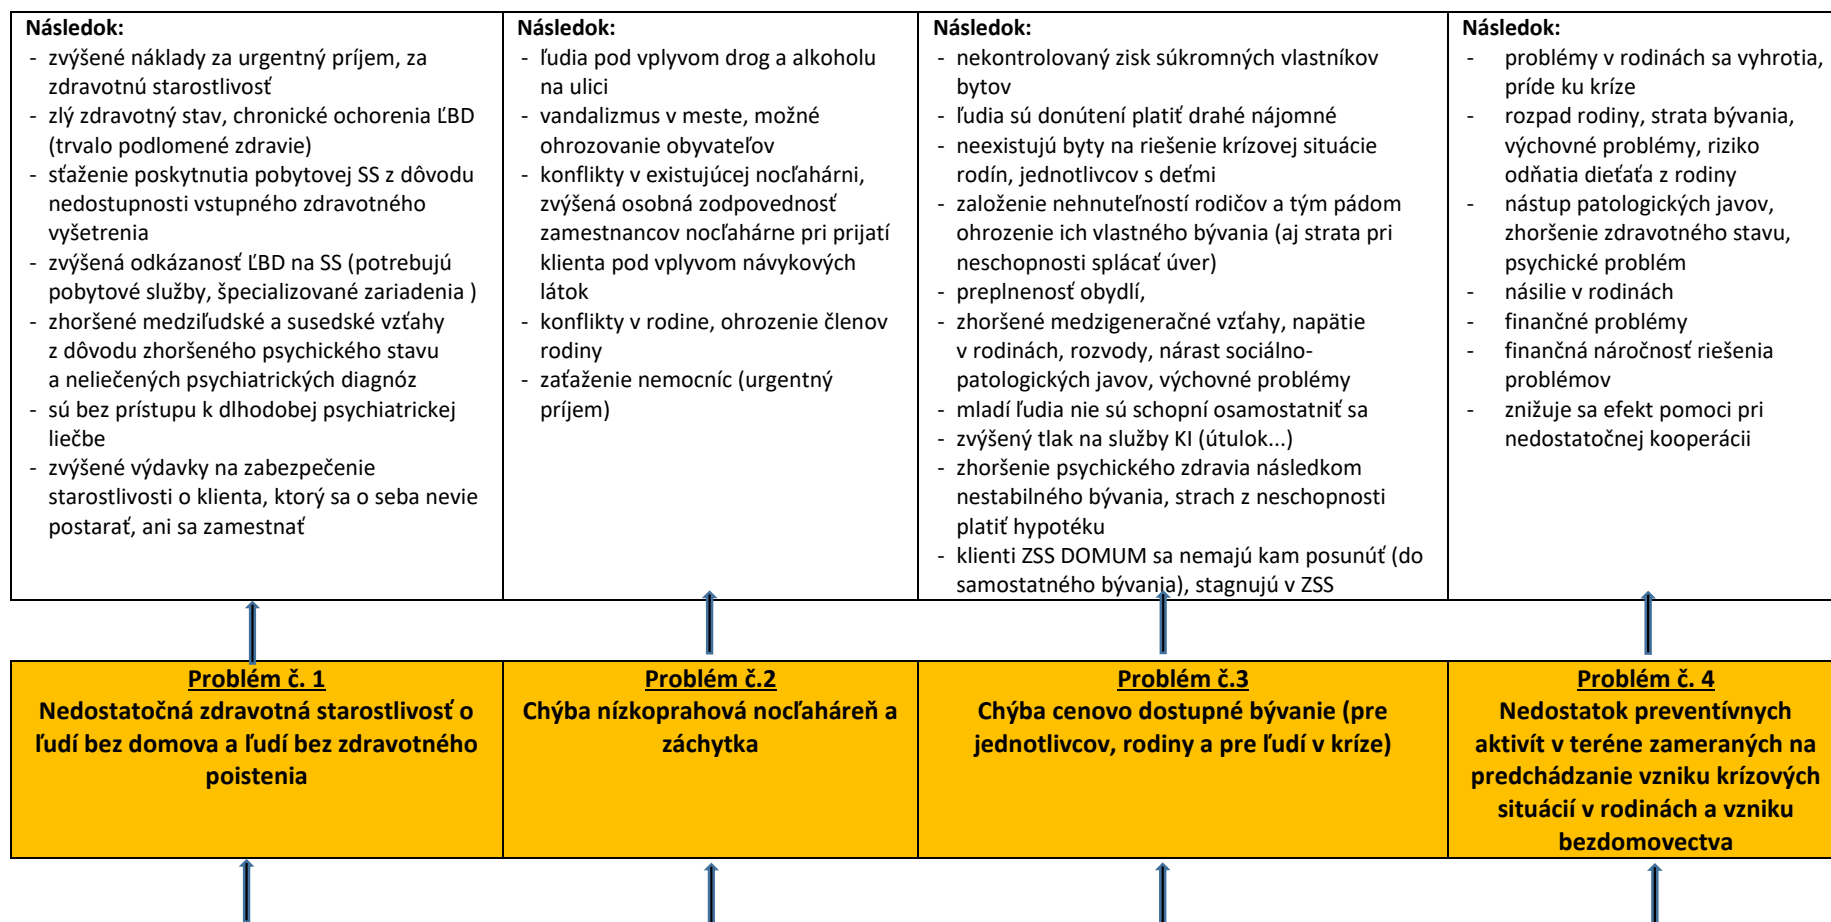 Následok:
- zvýšené náklady za urgentný príjem, za
zdravotnú starostlivosť
- zlý zdravotný stav, chronické ochorenia ĽBD
(trvalo podlomené zdravie)
- sťaženie poskytnutia pobytovej SS z dôvodu
nedostupnosti vstupného zdravotného
vyšetrenia
- zvýšená odkázanosť ĽBD na SS (potrebujú
pobytové služby, špecializované zariadenia )
- zhoršené medziľudské a susedské vzťahy
z dôvodu zhoršeného psychického stavu
a neliečených psychiatrických diagnóz
- sú bez prístupu k dlhodobej psychiatrickej
liečbe
- zvýšené výdavky na zabezpečenie
starostlivosti o klienta, ktorý sa o seba nevie
postarať, ani sa zamestnať
Následok:
- ľudia pod vplyvom drog a alkoholu
na ulici
- vandalizmus v meste, možné
ohrozovanie obyvateľov
- konflikty v existujúcej nocľahárni,
zvýšená osobná zodpovednosť
zamestnancov nocľahárne pri prijatí
klienta pod vplyvom návykových
látok
- konflikty v rodine, ohrozenie členov
rodiny
- zaťaženie nemocníc (urgentný
príjem)
Následok:
- nekontrolovaný zisk súkromných vlastníkov
bytov
- ľudia sú donútení platiť drahé nájomné
- neexistujú byty na riešenie krízovej situácie
rodín, jednotlivcov s deťmi
- založenie nehnuteľností rodičov a tým pádom
ohrozenie ich vlastného bývania (aj strata pri
neschopnosti splácať úver)
- preplnenosť obydlí,
- zhoršené medzigeneračné vzťahy, napätie
v rodinách, rozvody, nárast sociálno-
patologických javov, výchovné problémy
- mladí ľudia nie sú schopní osamostatniť sa
- zvýšený tlak na služby KI (útulok...)
- zhoršenie psychického zdravia následkom
nestabilného bývania, strach z neschopnosti
platiť hypotéku
- klienti ZSS DOMUM sa nemajú kam posunúť (do
samostatného bývania), stagnujú v ZSS
Následok:
- problémy v rodinách sa vyhrotia,
príde ku kríze
- rozpad rodiny, strata bývania,
výchovné problémy, riziko
odňatia dieťaťa z rodiny
- nástup patologických javov,
zhoršenie zdravotného stavu,
psychické problém
- násilie v rodinách
- finančné problémy
- finančná náročnosť riešenia
problémov
- znižuje sa efekt pomoci pri
nedostatočnej kooperácii
Problém č. 1
Nedostatočná zdravotná starostlivosť o
ľudí bez domova a ľudí bez zdravotného
poistenia
Problém č.2
Chýba nízkoprahová nocľaháreň a
záchytka
Problém č.3
Chýba cenovo dostupné bývanie (pre
jednotlivcov, rodiny a pre ľudí v kríze)
Problém č. 4
Nedostatok preventívnych
aktivít v teréne zameraných na
predchádzanie vzniku krízových
situácií v rodinách a vzniku
bezdomovectva